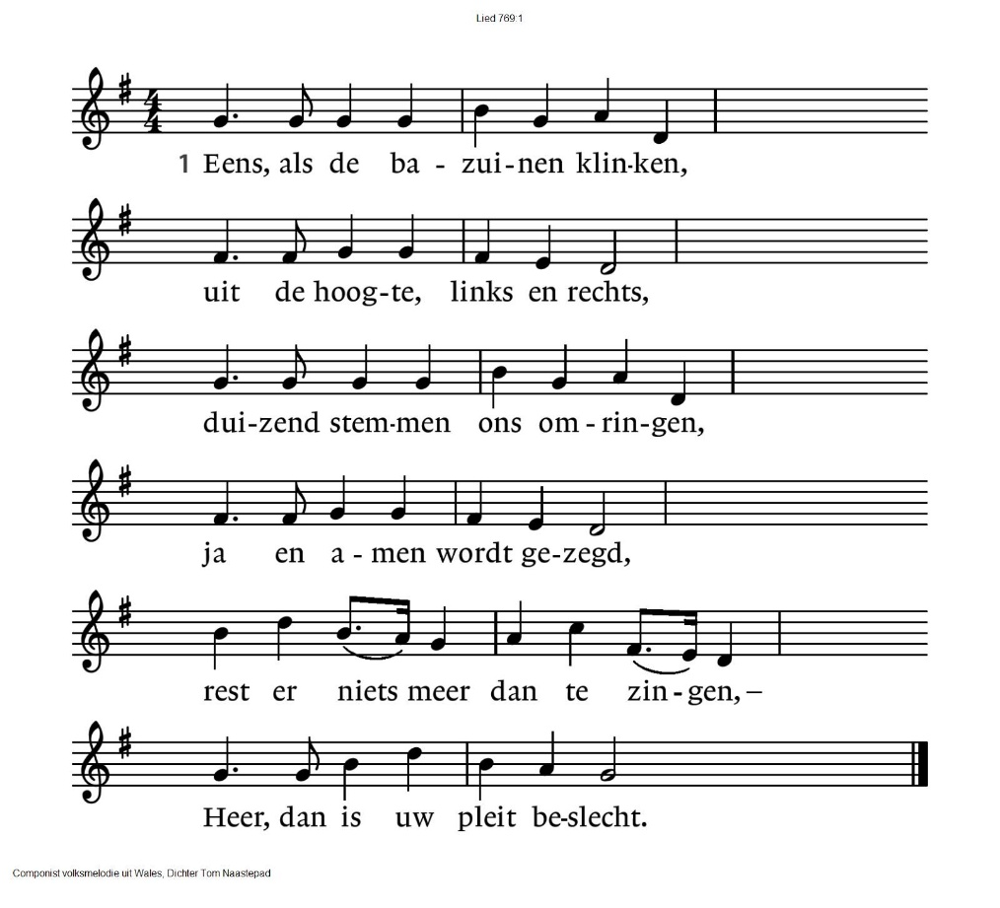 Lied 769:1
1 Eens, als de ba - zui-nen klin-ken,
uit de hoog-te, links en rechts,
dui-zend stem-men ons om-rin-gen,
ja en a-men wordt ge-zegd,
rest er niets meer dan te zin-gen, –
Heer, dan is uw pleit be-slecht.
Componist volksmelodie uit Wales, Dichter Tom Naastepad